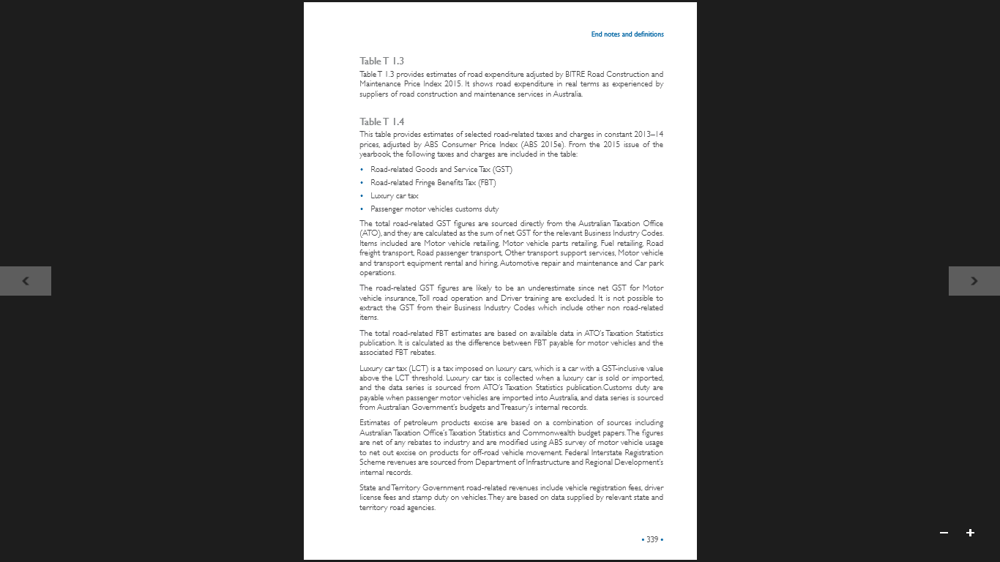 End notes and definitions
Table T 1.3
Table T 1.3 provides estimates of road expenditure adjusted by BITRE Road Construction and
Maintenance Price Index 2015. It shows road expenditure in real terms as experienced by
suppliers of road construction and maintenance services in Australia.
Table T 1.4
This table provides estimates of selected road-related taxes and charges in constant 2013–14
prices, adjusted by ABS Consumer Price Index (ABS 2015e). From the 2015 issue of the
yearbook, the following taxes and charges are included in the table:
• Road-related Goods and Service Tax (GST)
• Road-related Fringe Benefits Tax (FBT)
• Luxury car tax
• Passenger motor vehicles customs duty
The total road-related GST figures are sourced directly from the Australian Taxation Office
(ATO), and they are calculated as the sum of net GST for the relevant Business Industry Codes.
Items included are Motor vehicle retailing, Motor vehicle parts retailing, Fuel retailing, Road
freight transport, Road passenger transport, Other transport support services, Motor vehicle
and transport equipment rental and hiring, Automotive repair and maintenance and Car park
operations.
The road-related GST figures are likely to be an underestimate since net GST for Motor
vehicle insurance, Toll road operation and Driver training are excluded. It is not possible to
extract the GST from their Business Industry Codes which include other non road-related
items.
The total road-related FBT estimates are based on available data in ATO's Taxation Statistics
publication. It is calculated as the difference between FBT payable for motor vehicles and the
associated FBT rebates.
Luxury car tax (LCT) is a tax imposed on luxury cars, which is a car with a GST-inclusive value
above the LCT threshold. Luxury car tax is collected when a luxury car is sold or imported,
and the data series is sourced from ATO's Taxation Statistics publication.Customs duty are
payable when passenger motor vehicles are imported into Australia, and data series is sourced
from Australian Government's budgets and Treasury's internal records.
Estimates of petroleum products excise are based on a combination of sources including
Australian Taxation Office's Taxation Statistics and Commonwealth budget papers. The figures
are net of any rebates to industry and are modified using ABS survey of motor vehicle usage
to net out excise on products for off-road vehicle movement. Federal Interstate Registration
Scheme revenues are sourced from Department of Infrastructure and Regional Development's
internal records.
State and Territory Government road-related revenues include vehicle registration fees, driver
license fees and stamp duty on vehicles. They are based on data supplied by relevant state and
territory road agencies.
• 339 •